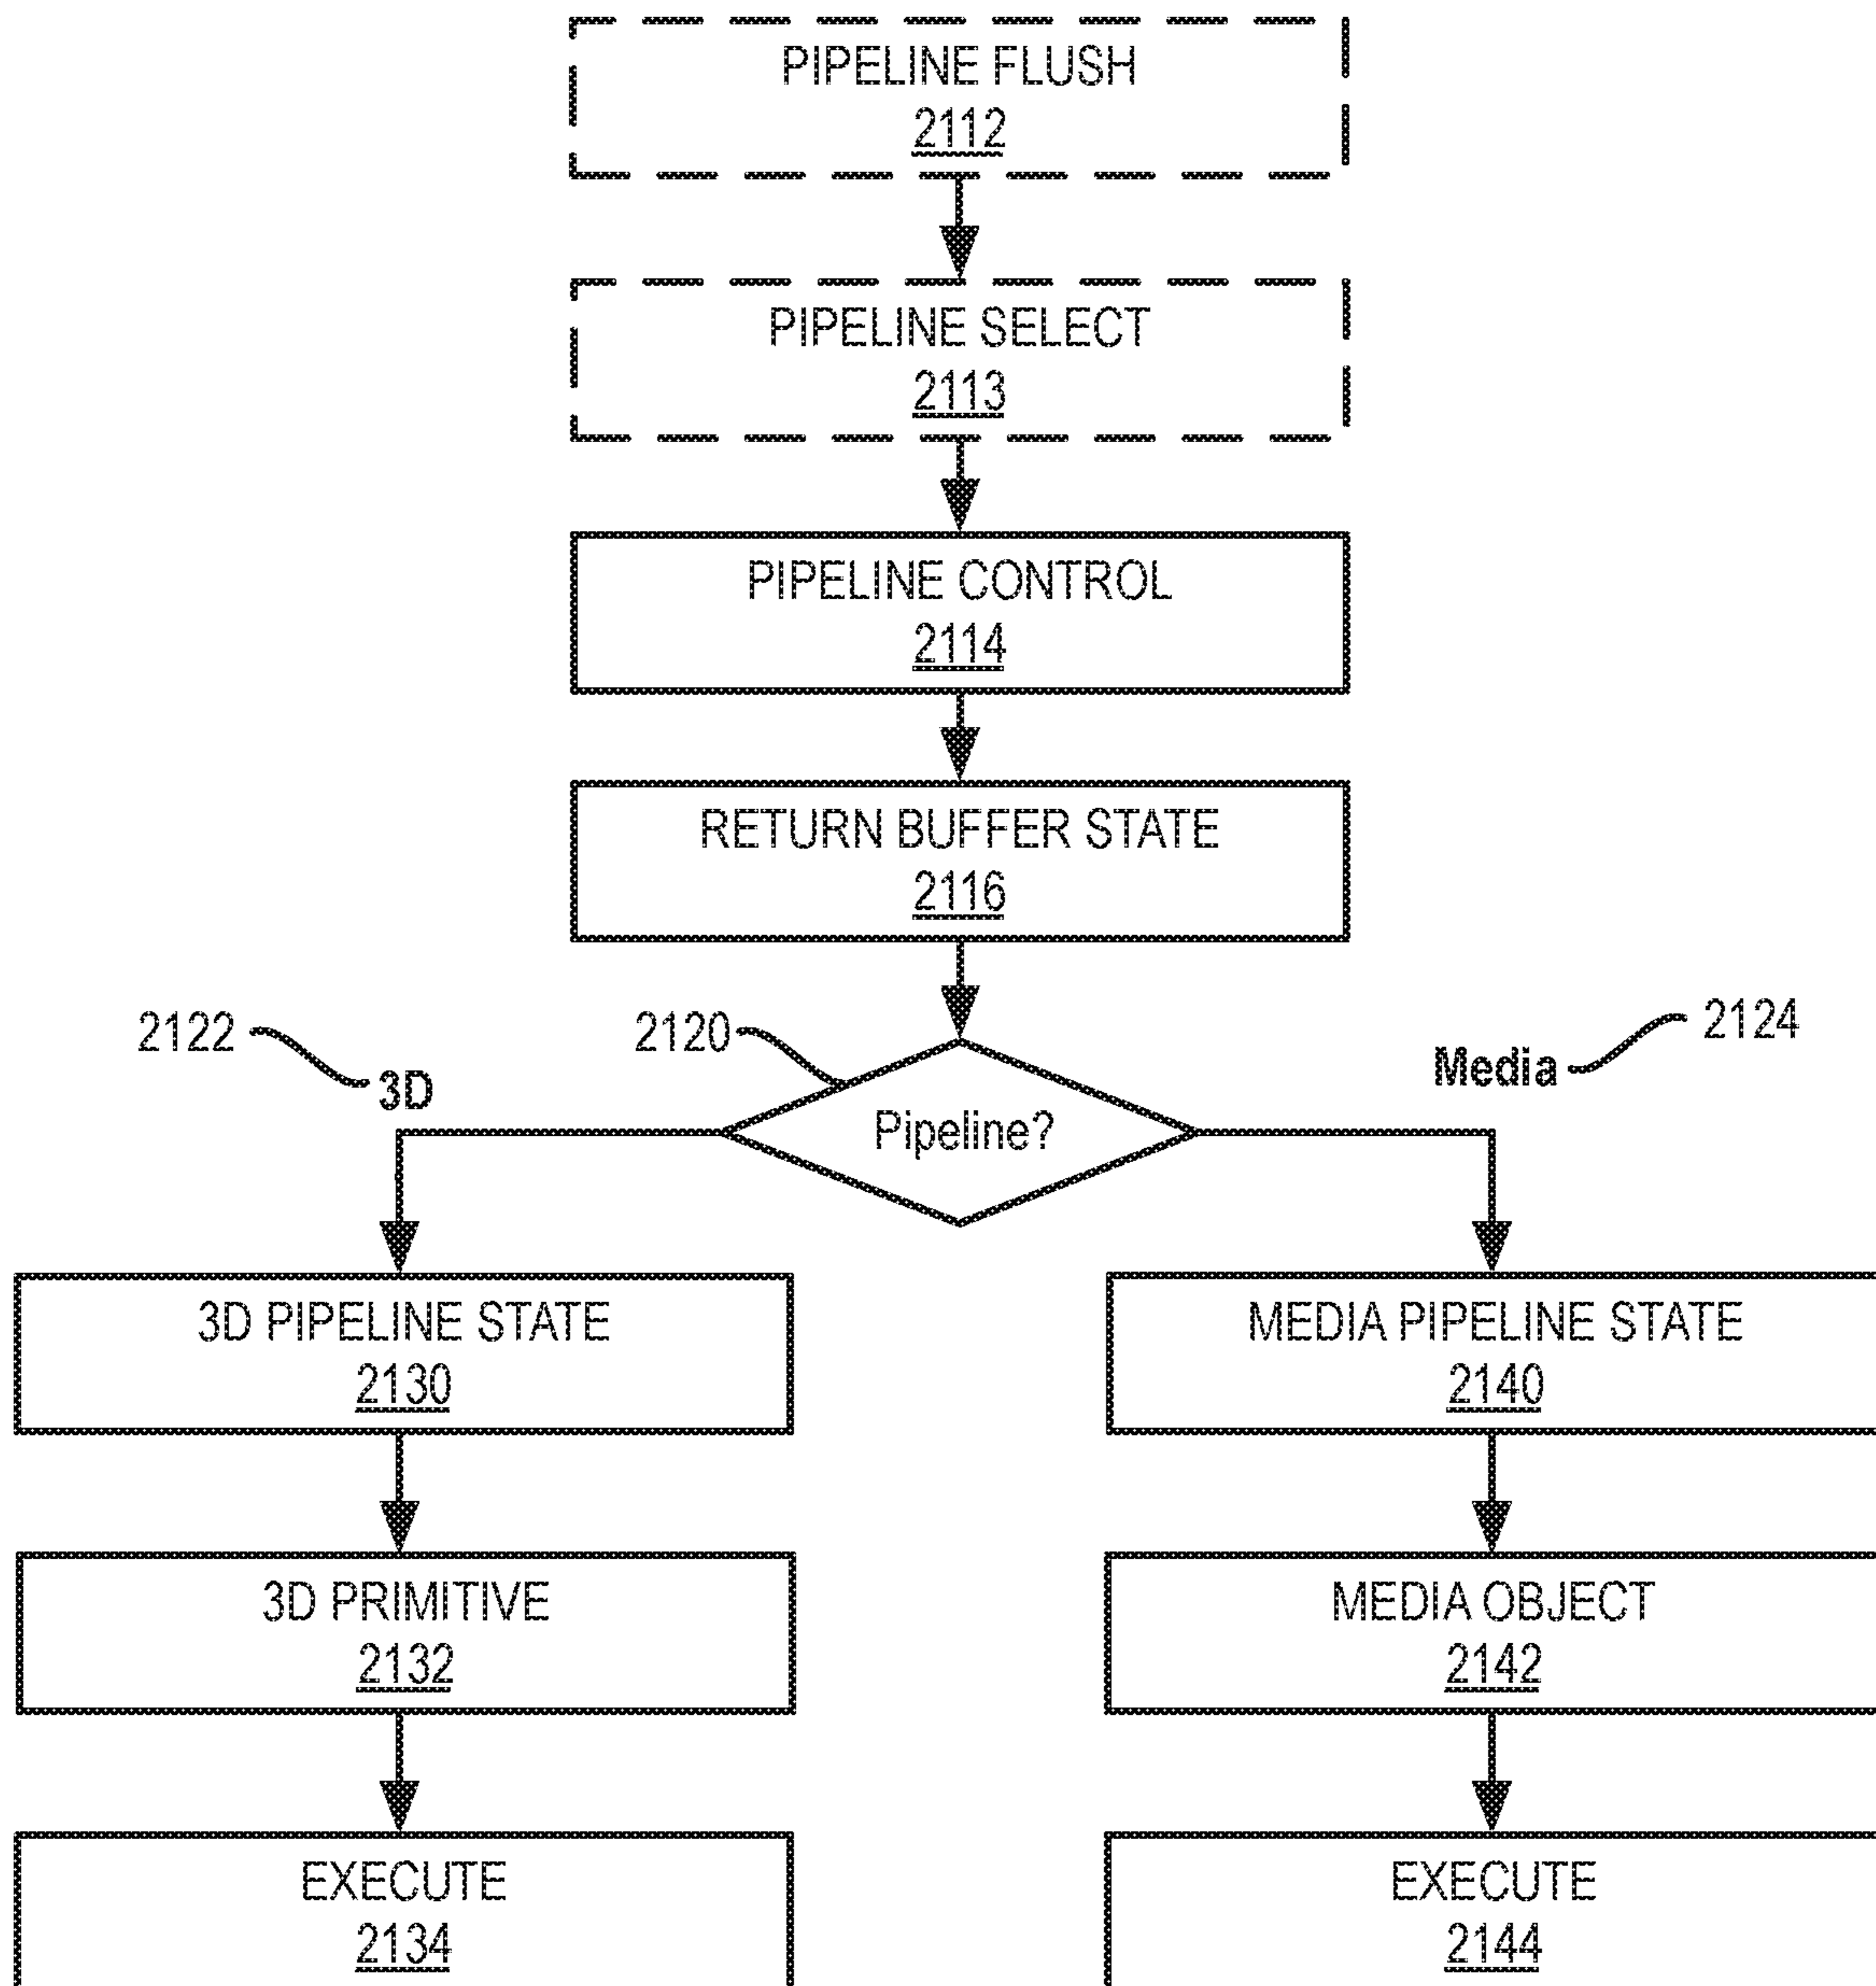 PIPELINE FLUSH
2112
PIPELINE SELECT
2113
PIPELINE CONTROL
2114
RETURN BUFFER STATE
2116
2122
2120
2124
3D
Media
Pipeline?
3D PIPELINE STATE
2130
MEDIA PIPELINE STATE
2140
3D PRIMITIVE
2132
MEDIA OBJECT
2142
EXECUTE
2134
EXECUTE
2144